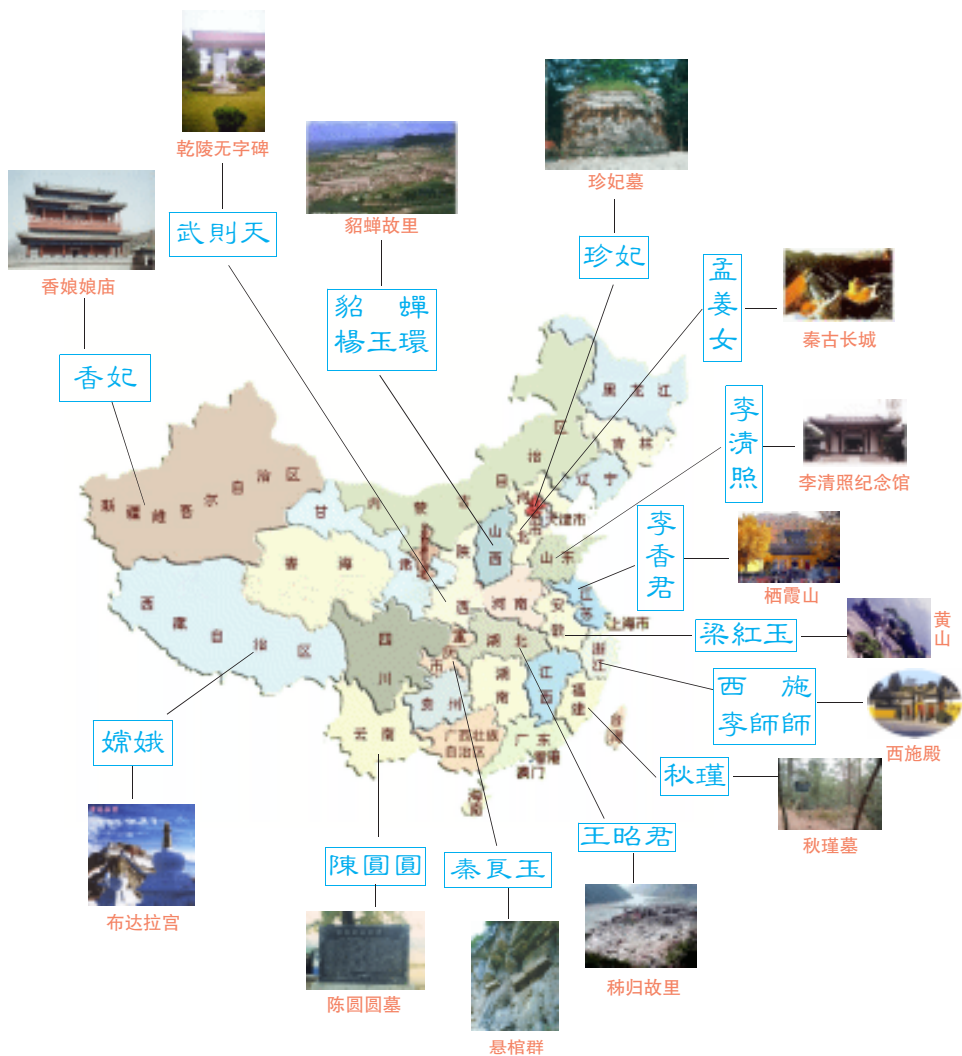 乾陵无字碑
武則天
貂蝉故里
貂 蟬
楊玉環
珍妃墓
珍妃
香娘娘庙
香妃
孟
姜
女
秦古长城
李
清
照
李清照纪念馆
李
香
君
栖霞山
梁紅玉
黄
山
西 施
李師師
西施殿
秋瑾
秋瑾墓
王昭君
秭归故里
秦良玉
悬棺群
陳圓圓
陈圆圆墓
嫦娥
布达拉宫
黑龙江
吉林
辽宁
内蒙古自治区
新疆维吾尔自治区
甘肃
青海
西藏自治区
四川
云南
贵州
重庆市
陕西
山西
河北
天津市
山东
河南
江苏
安徽
上海市
湖北
湖南
浙江
江西
福建
台湾
广东
香港
澳门
广西壮族
自治区
海南